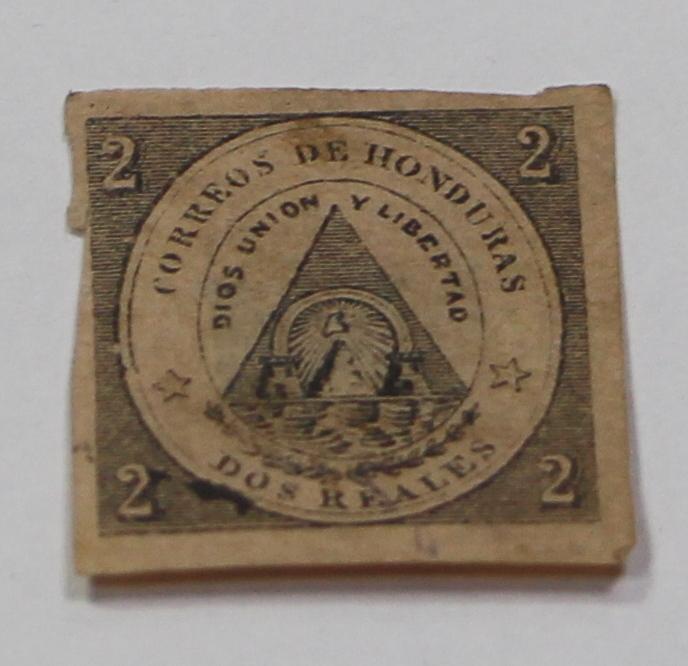 2 2
CORREOS DE HONDURAS
DIOS UNION Y LIBERTAD
DOS REALES
2 2